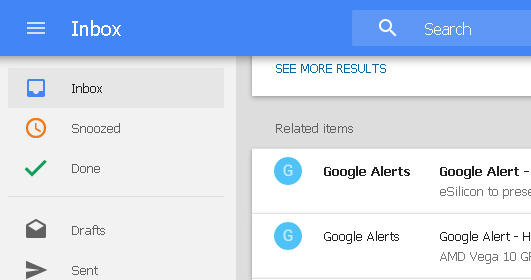 Inbox
Search
Inbox
Snoozed
Done
Drafts
Sent
SEE MORE RESULTS
Related items
G Google Alerts Google Alert -
eSilicon to prese
G Google Alerts Google Alert - H
AMD Vega 10 G